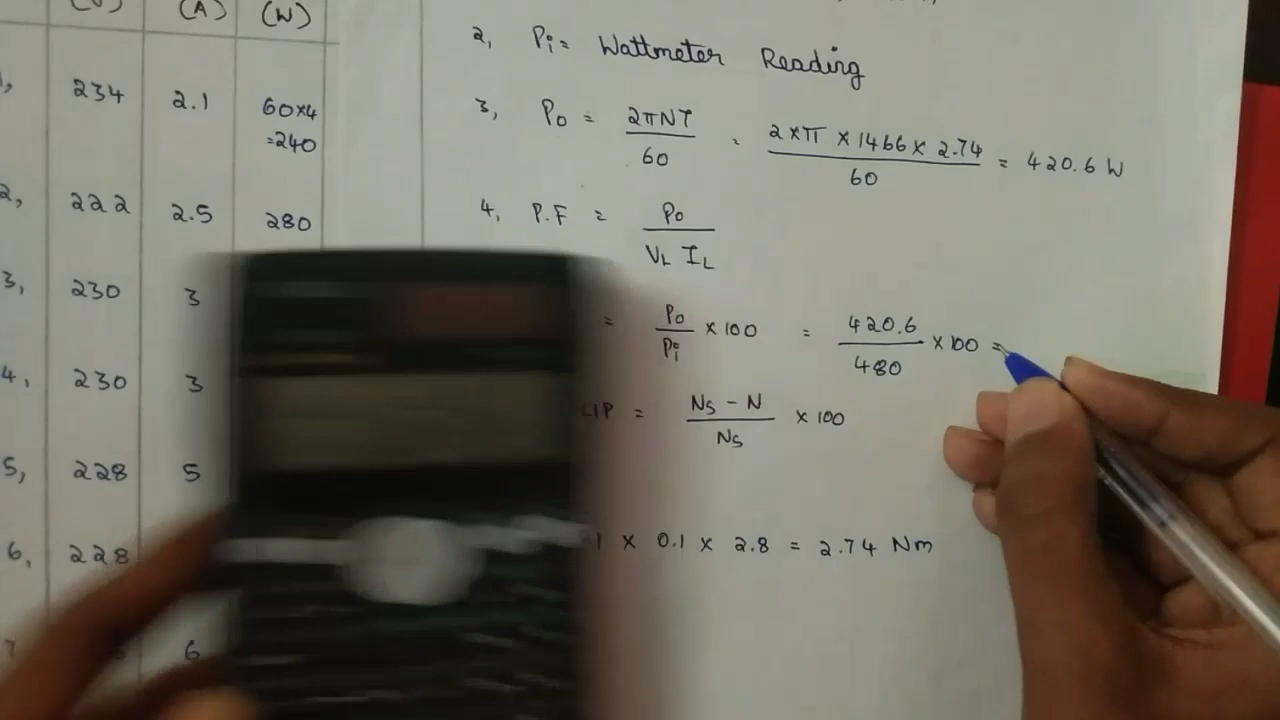 (A) (W)
234 2.1 60×4
=240
2, 222 2.5 280
3, 230 3
4, 230 3
5, 228 5
6, 228
6
2, Pi = Wattmeter Reading
3, Po = 2πNT / 60 = 2×π×1466×2.74 / 60 = 420.6 W
4, P.F = Po / VL IL
= Po / Pi ×100 = 420.6 / 480 ×100 =
LIP = Ns - N / Ns ×100
× 0.1 × 2.8 = 2.74 Nm